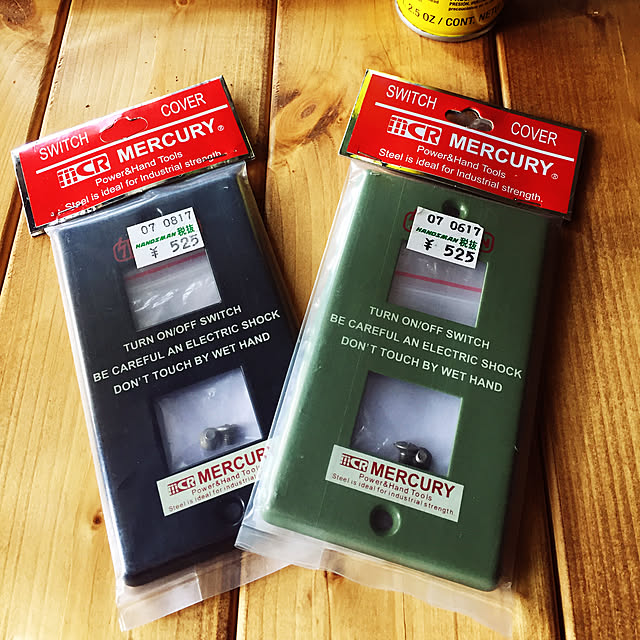 2.5 OZ / CONT. NET
SWITCH COVER
MCR MERCURY®
Power&Hand Tools
Steel is ideal for industrial strength.
07 0817
HANDSMAN 税抜
¥ 525
TURN ON/OFF SWITCH
BE CAREFUL AN ELECTRIC SHOCK
DON'T TOUCH BY WET HAND
MCR MERCURY
Power&Hand Tools
Steel is ideal for industrial strength
SWITCH COVER
MCR MERCURY®
Power&Hand Tools
Steel is ideal for industrial strength.
07 0617
HANDSMAN 税抜
¥ 525
TURN ON/OFF SWITCH
BE CAREFUL AN ELECTRIC SHOCK
DON'T TOUCH BY WET HAND
MCR MERCURY
Power&Hand Tools
Steel is ideal for industrial strength